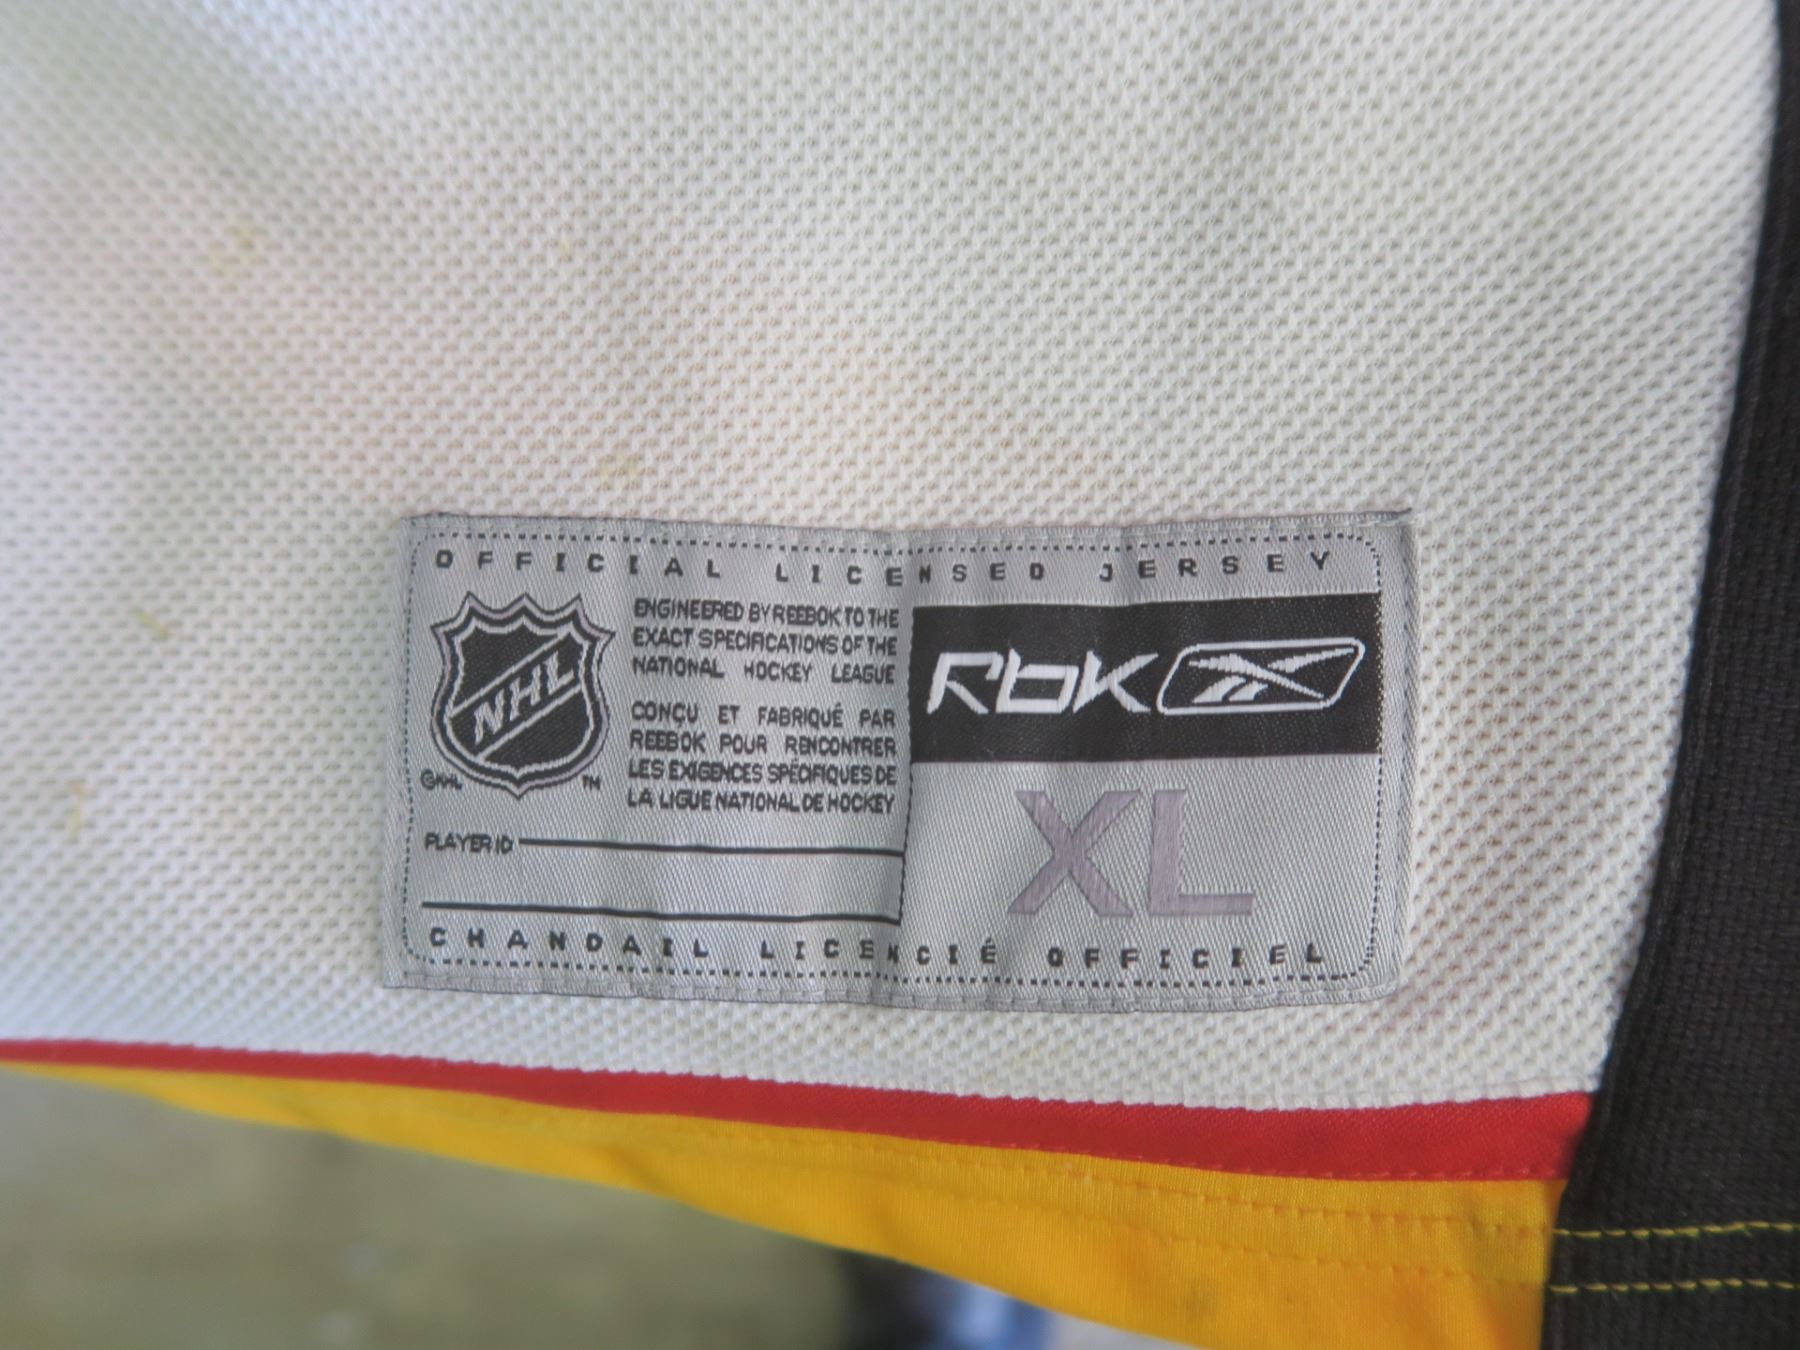 OFFICIAL LICENSED JERSEY
NHL
©NHL
TM
ENGINEERED BY REEBOK TO THE
EXACT SPECIFICATIONS OF THE
NATIONAL HOCKEY LEAGUE
CONÇU ET FABRIQUÉ PAR
REEBOK POUR RENCONTRER
LES EXIGENCES SPÉCIFIQUES DE
LA LIGUE NATIONAL DE HOCKEY
PLAYER ID
Rbk
XL
CHANDAIL LICENCIÉ OFFICIEL